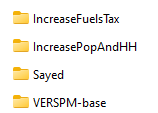 IncreaseFuelsTax
IncreasePopAndHH
Sayed
VERSPM-base